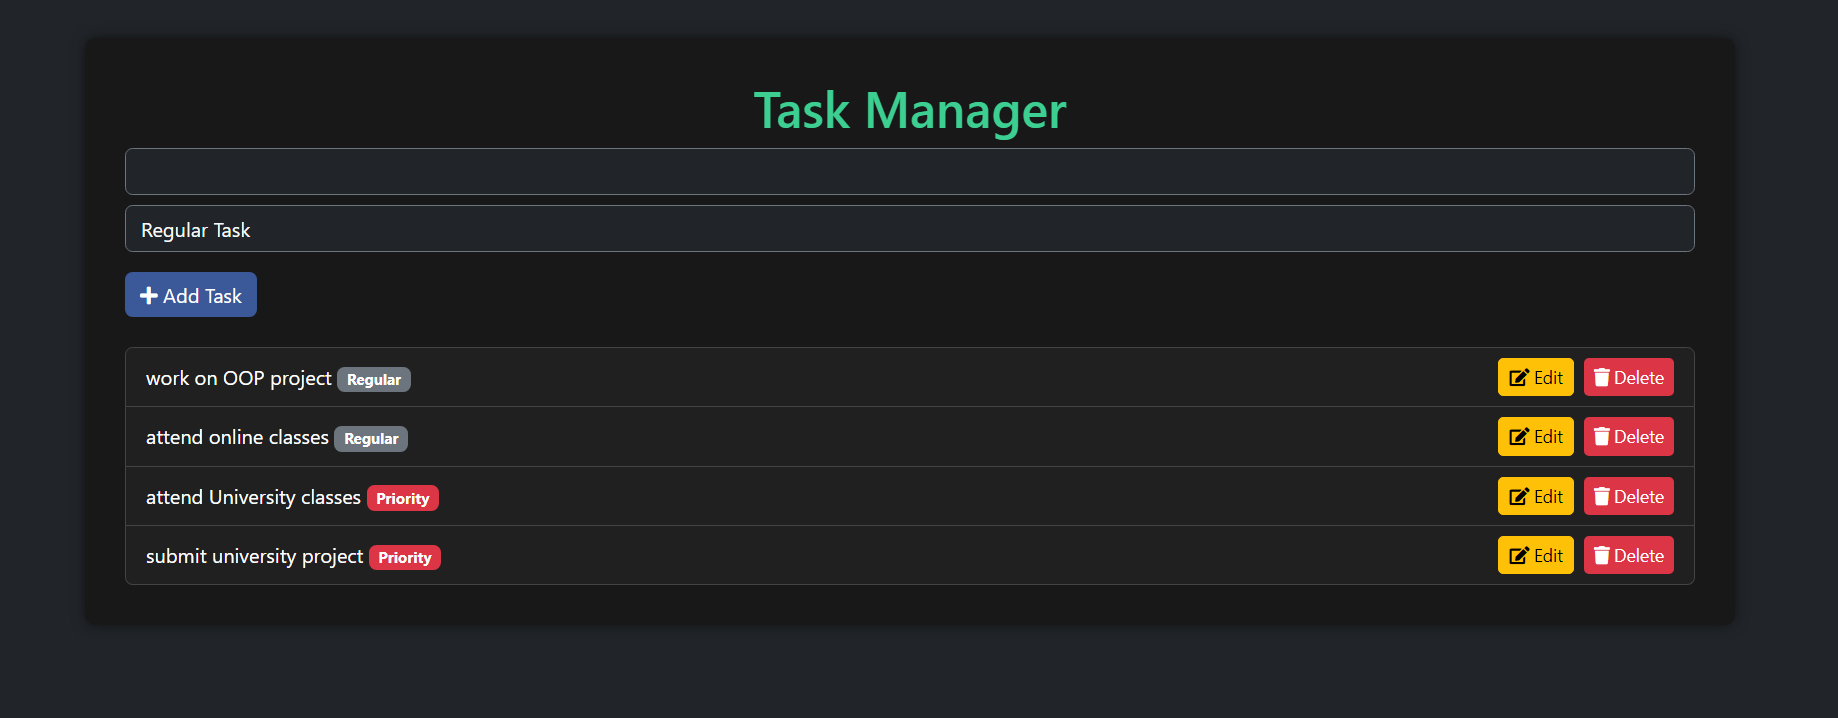 Task Manager
Regular Task
Add Task
work on OOP project Regular Edit Delete
attend online classes Regular Edit Delete
attend University classes Priority Edit Delete
submit university project Priority Edit Delete